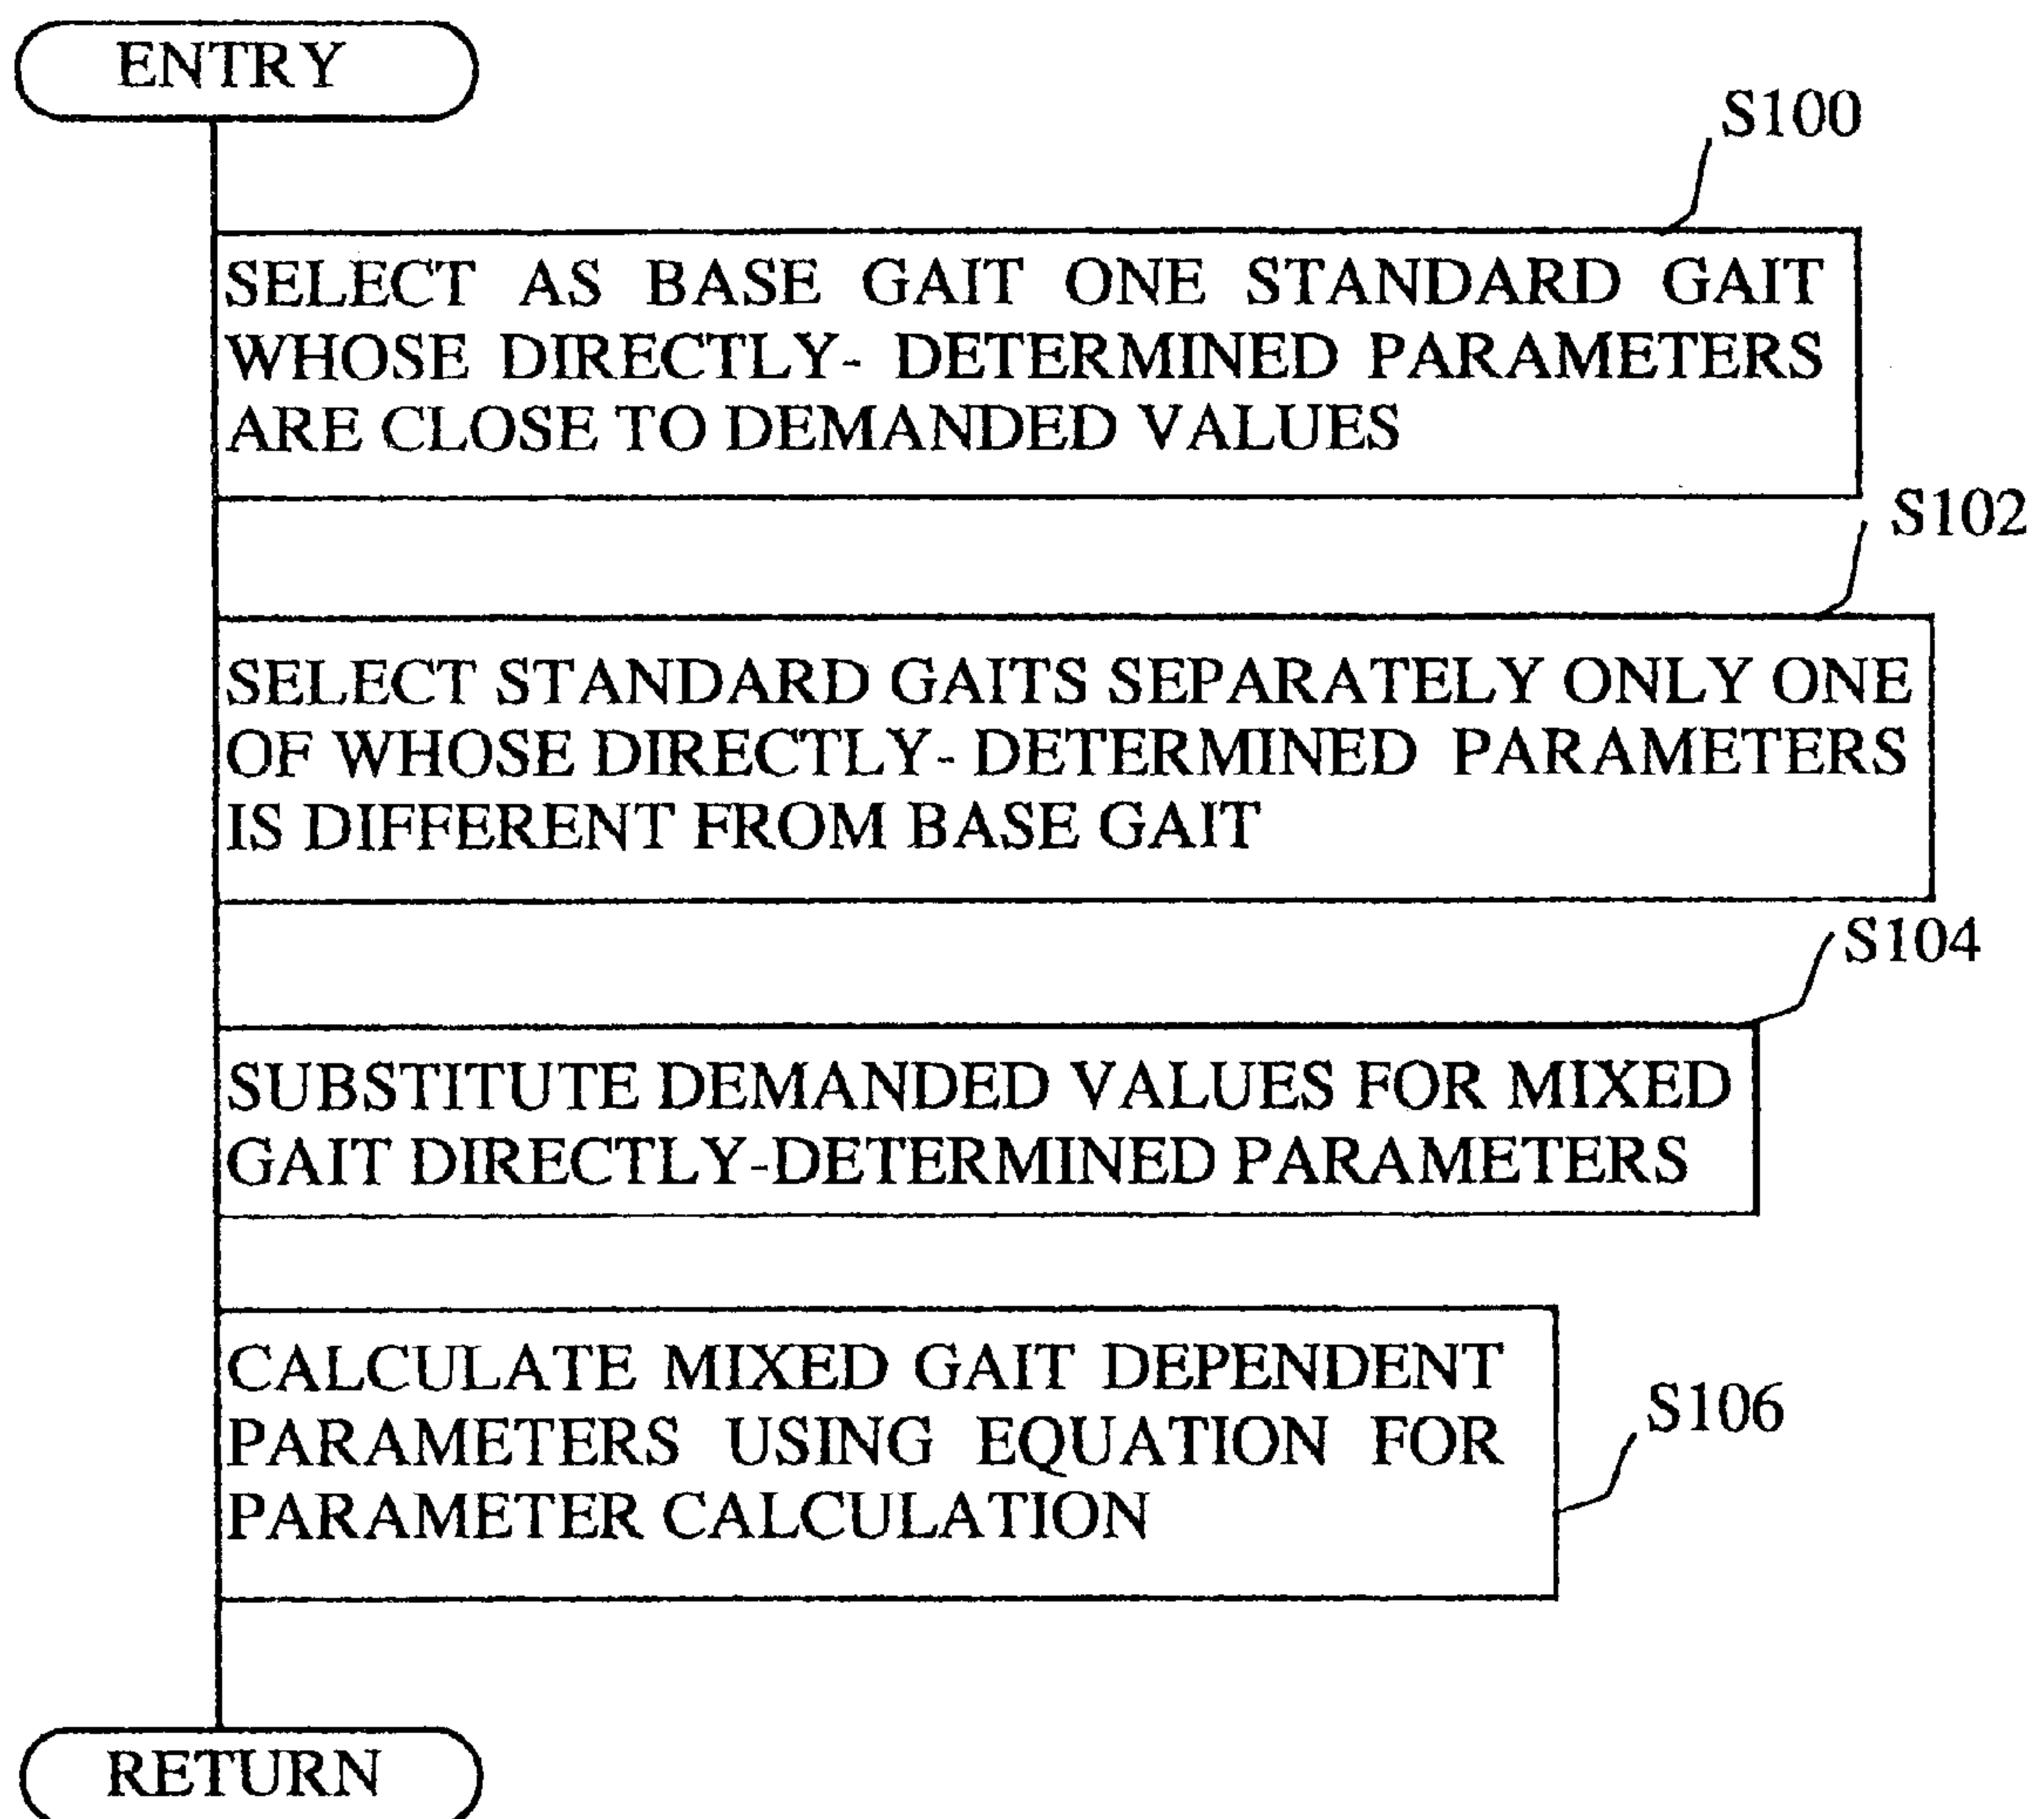 ENTRY
S100
SELECT AS BASE GAIT ONE STANDARD GAIT
WHOSE DIRECTLY- DETERMINED PARAMETERS
ARE CLOSE TO DEMANDED VALUES
S102
SELECT STANDARD GAITS SEPARATELY ONLY ONE
OF WHOSE DIRECTLY- DETERMINED PARAMETERS
IS DIFFERENT FROM BASE GAIT
S104
SUBSTITUTE DEMANDED VALUES FOR MIXED
GAIT DIRECTLY-DETERMINED PARAMETERS
CALCULATE MIXED GAIT DEPENDENT
PARAMETERS USING EQUATION FOR
PARAMETER CALCULATION
S106
RETURN